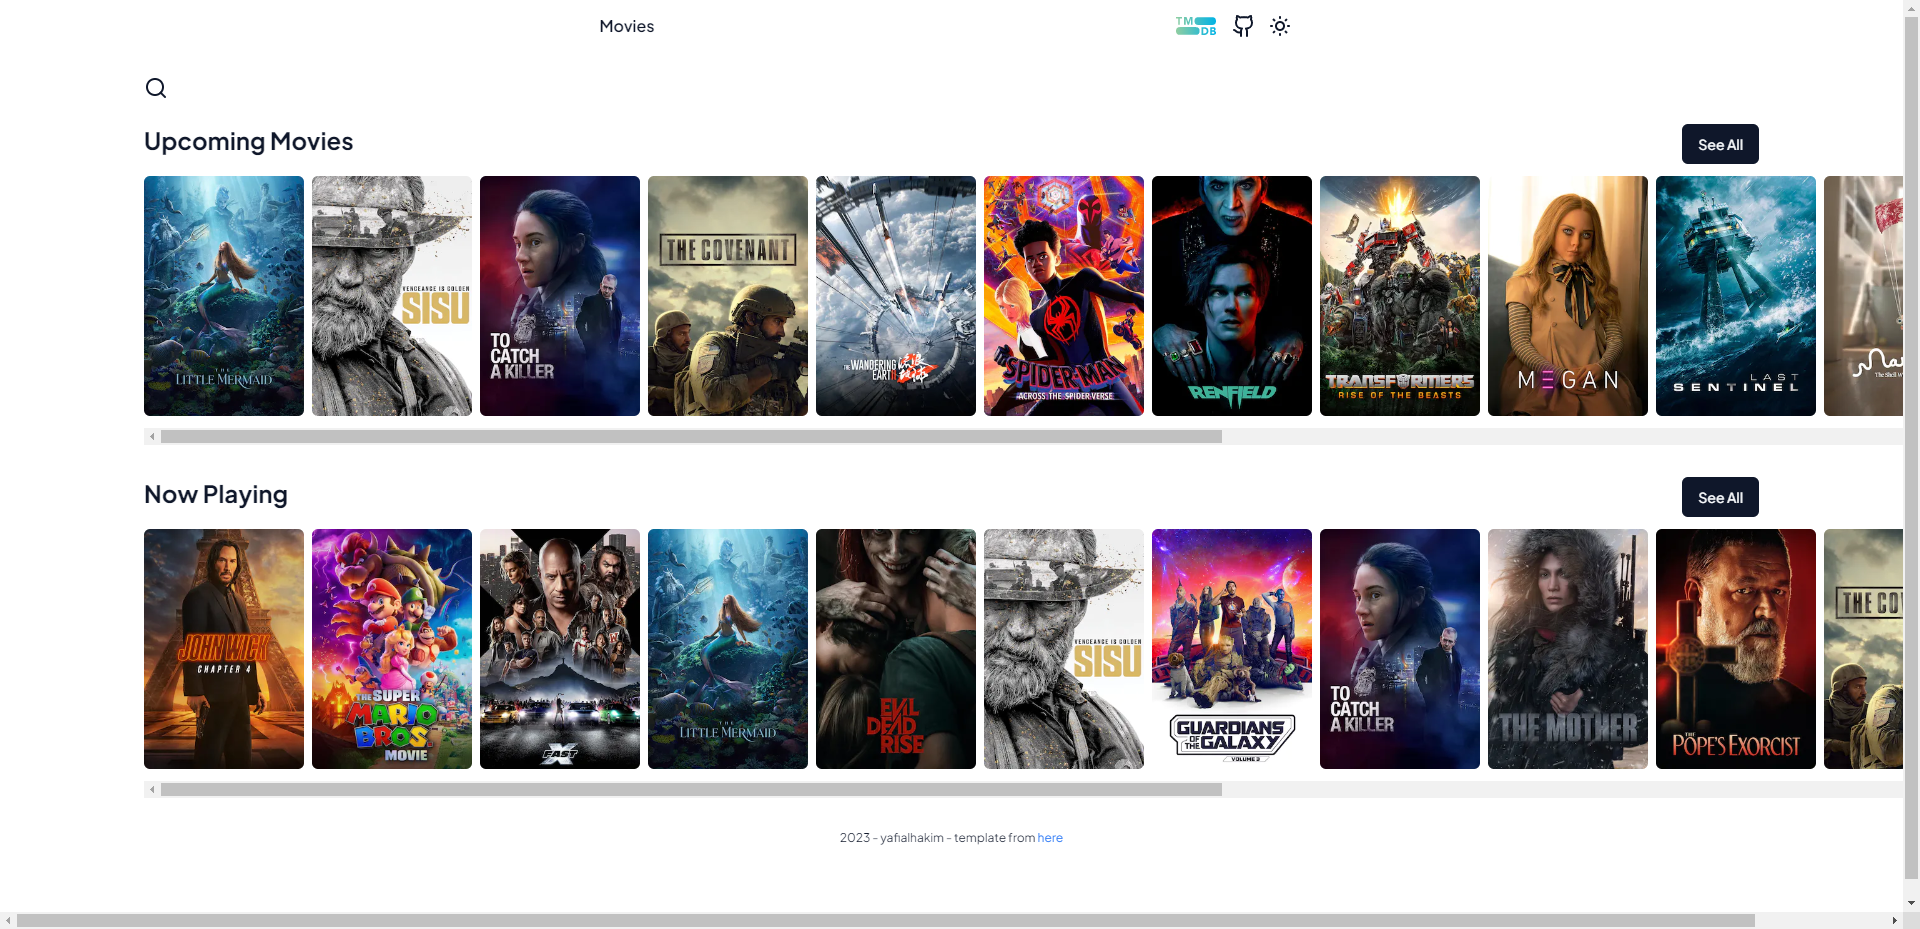 Movies
TM
DB
Upcoming Movies
See All
THE
LITTLE MERMAID
VENGEANCE IS GOLDEN
SISU
TO
CATCH
A KILLER
THE COVENANT
THE WANDERING
EARTH II
SPIDER-MAN
ACROSS THE SPIDER-VERSE
RENFIELD
TRANSFORMERS
RISE OF THE BEASTS
MEGAN
LAST
SENTINEL
Now Playing
See All
JOHN WICK
CHAPTER 4
THE SUPER
MARIO
BROS.
MOVIE
FAST X
THE
LITTLE MERMAID
EVIL
DEAD
RISE
VENGEANCE IS GOLDEN
SISU
GUARDIANS
OF THE GALAXY
VOLUME 3
TO
CATCH
A KILLER
THE MOTHER
THE
POPE'S EXORCIST
THE COV
2023 - yafialhakim - template from here